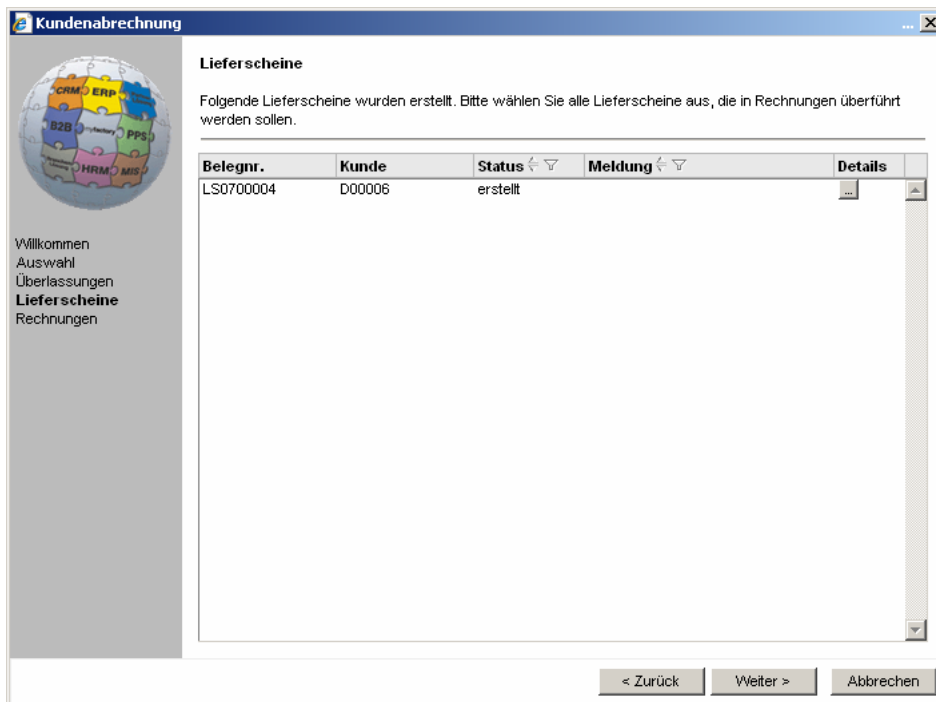 Kundenabrechnung
...
CRM
ERP
B2B
myfactory
PPS
HRM
MIS
Lieferscheine
Folgende Lieferscheine wurden erstellt. Bitte wählen Sie alle Lieferscheine aus, die in Rechnungen überführt
werden sollen.
Belegnr. Kunde Status Meldung Details
LS0700004 D00006 erstellt ...
Willkommen
Auswahl
Überlassungen
Lieferscheine
Rechnungen
< Zurück Weiter > Abbrechen